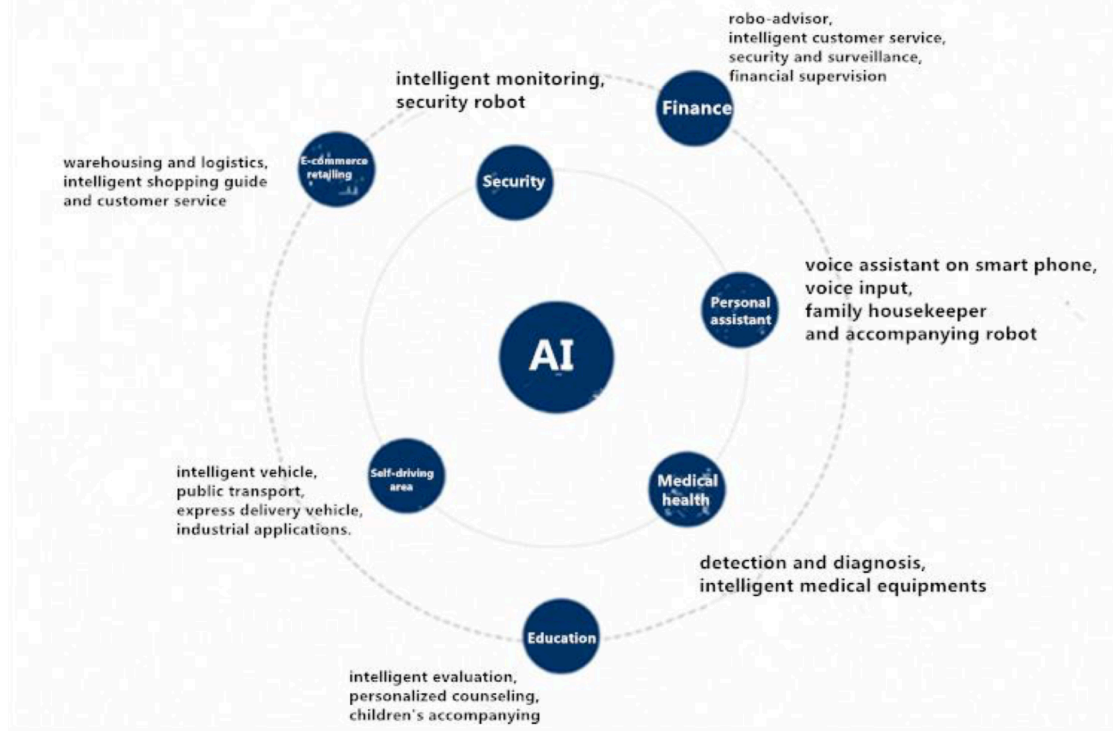 robo-advisor,
intelligent customer service,
security and surveillance,
financial supervision
Finance
intelligent monitoring,
security robot
Security
E-commerce
retailing
warehousing and logistics,
intelligent shopping guide
and customer service
Personal
assistant
voice assistant on smart phone,
voice input,
family housekeeper
and accompanying robot
AI
Self-driving
area
intelligent vehicle,
public transport,
express delivery vehicle,
industrial applications.
Medical
health
detection and diagnosis,
intelligent medical equipments
Education
intelligent evaluation,
personalized counseling,
children's accompanying